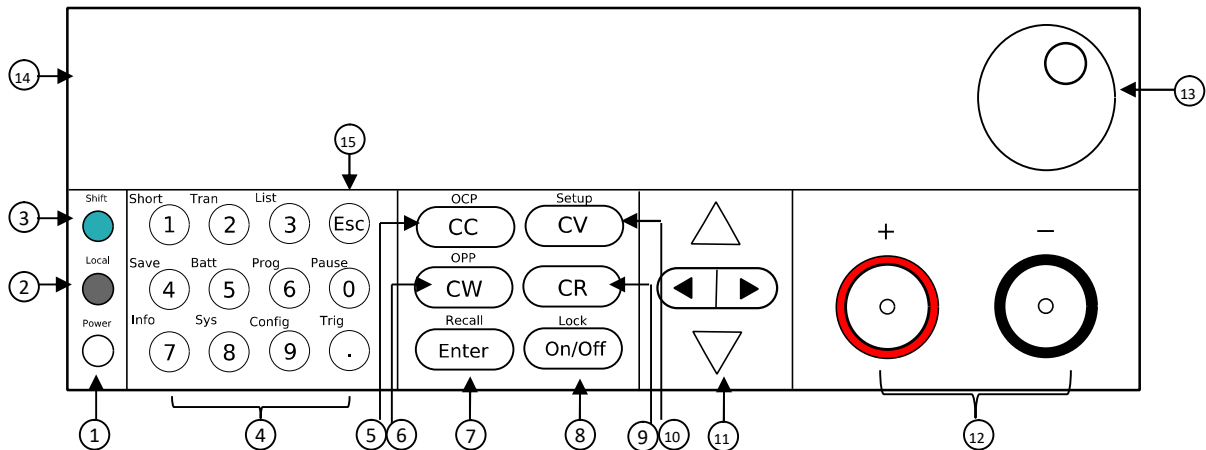 14
13
15
Shift
Short Tran List
OCP
Setup
3
1 2 3 Esc
CC
CV
+ −
Local
Save Batt Prog Pause
OPP
2
4 5 6 0
CW
CR
Power
Info Sys Config Trig
Recall
Lock
7 8 9 .
Enter
On/Off
1 4 5 6 7 8 9 10 11 12